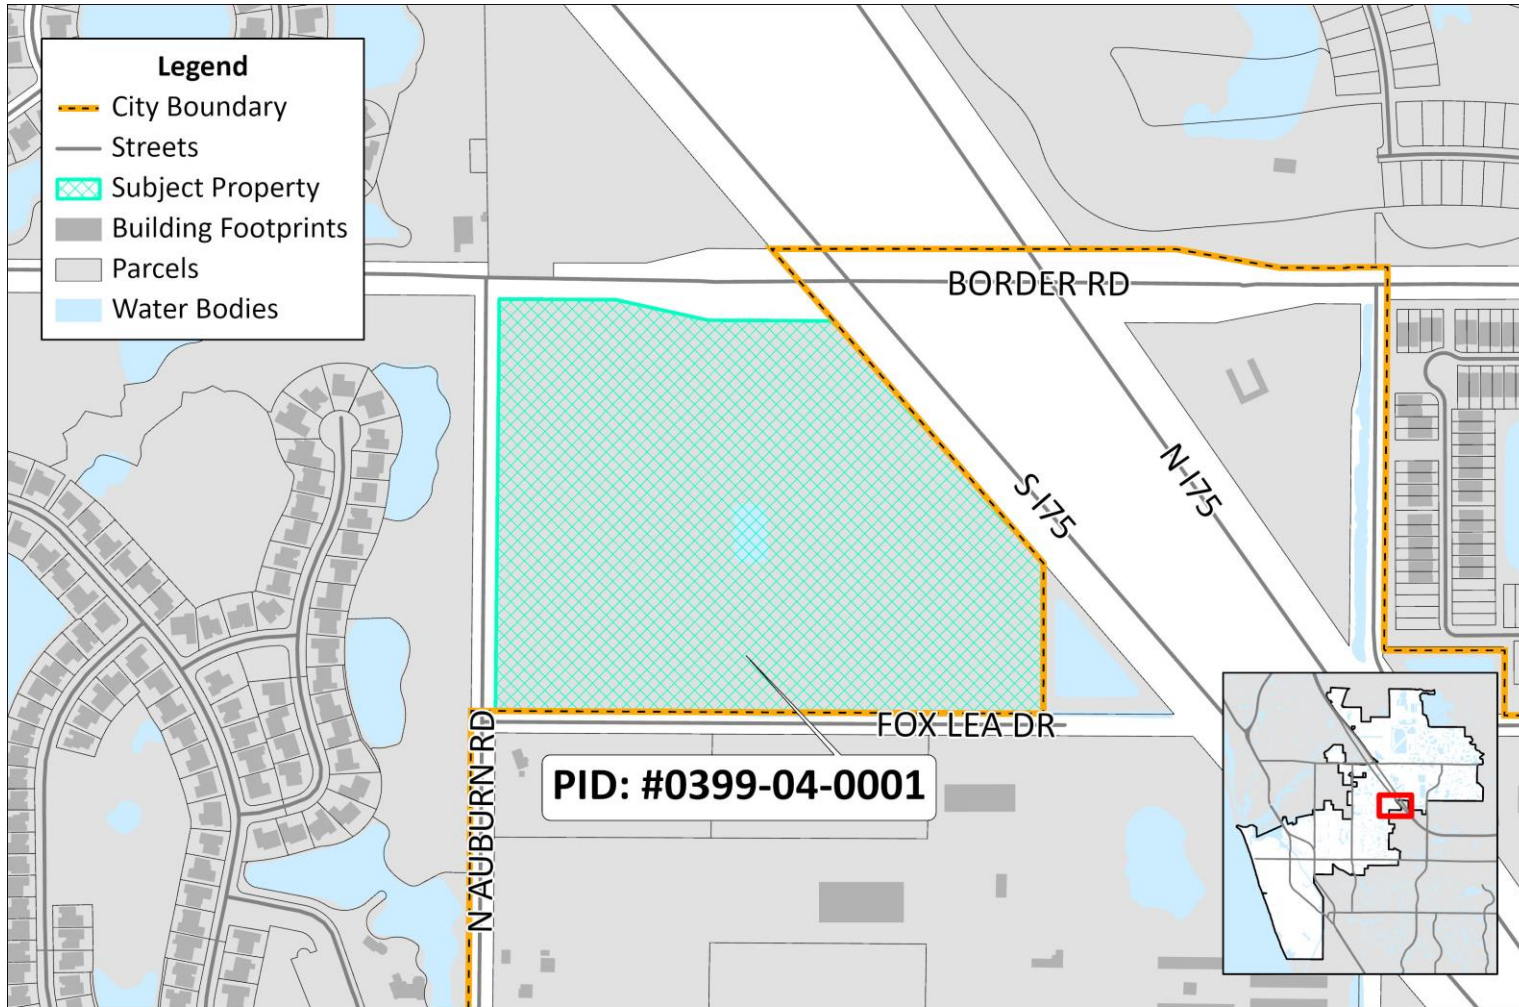 Legend
City Boundary
Streets
Subject Property
Building Footprints
Parcels
Water Bodies
BORDER RD
S I75
N I75
FOX LEA DR
N AUBURN RD
PID: #0399-04-0001